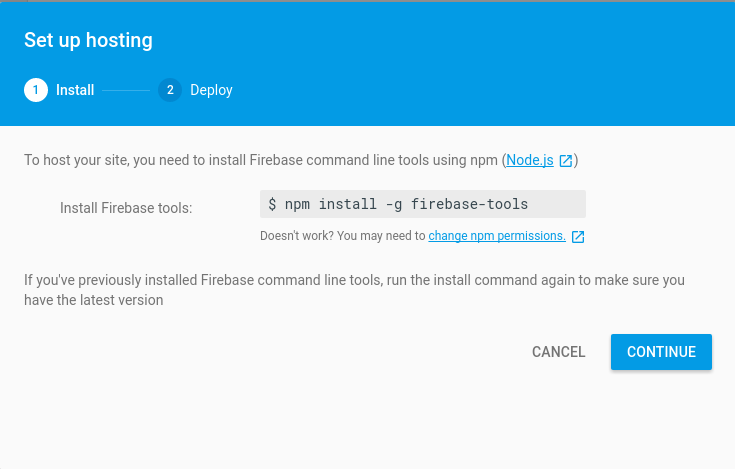 Set up hosting
1 Install 2 Deploy
To host your site, you need to install Firebase command line tools using npm (Node.js)
Install Firebase tools: $ npm install -g firebase-tools
Doesn't work? You may need to change npm permissions.
If you've previously installed Firebase command line tools, run the install command again to make sure you
have the latest version
CANCEL CONTINUE